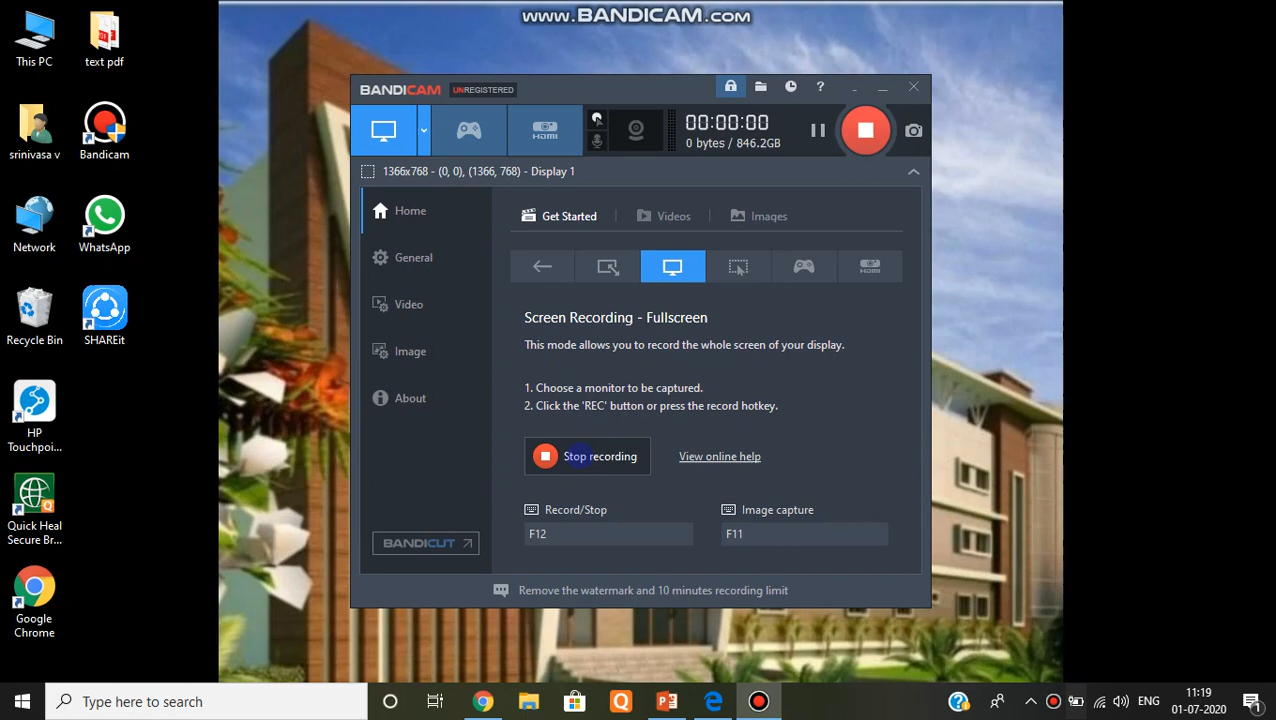 www.BANDICAM.com
This PC
text pdf
srinivasa v
Bandicam
Network
WhatsApp
Recycle Bin
SHAREit
HP
Touchpoi...
Quick Heal
Secure Br...
Google
Chrome
BANDICAM UNREGISTERED
HDMI
00:00:00
0 bytes / 846.2GB
1366x768 - (0, 0), (1366, 768) - Display 1
Home
General
Video
Image
About
BANDICUT
Get Started
Videos
Images
HDMI
Screen Recording - Fullscreen
This mode allows you to record the whole screen of your display.
1. Choose a monitor to be captured.
2. Click the 'REC' button or press the record hotkey.
Stop recording
View online help
Record/Stop
Image capture
F12
F11
Remove the watermark and 10 minutes recording limit
Type here to search
ENG
11:19
01-07-2020
1